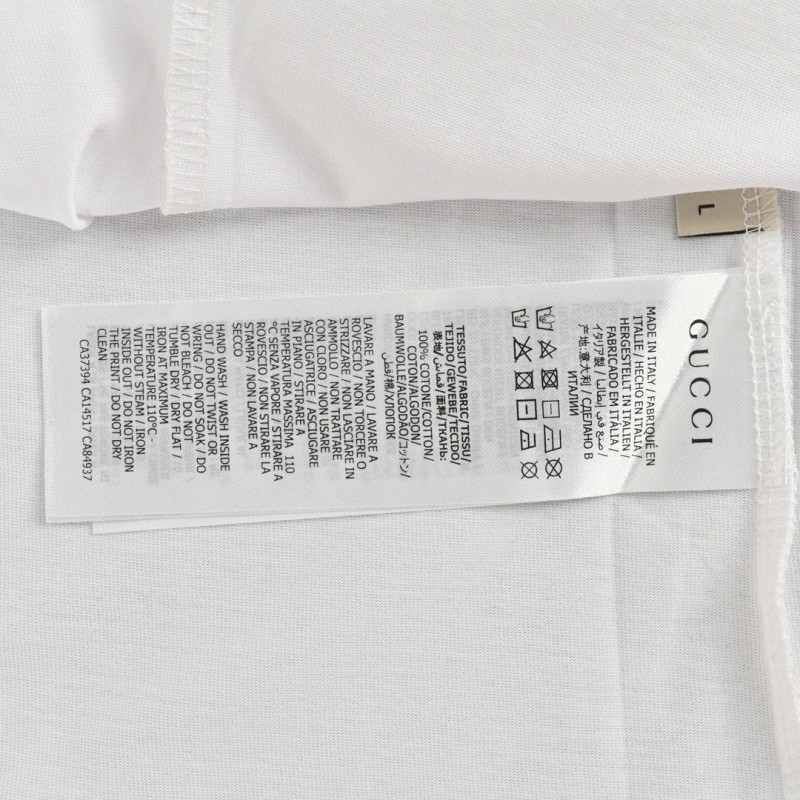 L
GUCCI
MADE IN ITALY / FABRIQUÉ EN
ITALIE / HECHO EN ITALIA /
HERGESTELLT IN ITALIEN /
FABRICADO EM ITÁLIA /
イタリア製 / صنع في إيطاليا /
产地:意大利 / СДЕЛАНО В
ИТАЛИИ
TESSUTO/FABRIC/TISSU/
TEJIDO/GEWEBE/TECIDO/
表地/قماش/面料/ТКАНЬ:
100% COTONE/COTTON/
COTON/ALGODON/
BAUMWOLLE/ALGODÃO/コットン/
قطن/棉/ХЛОПОК
LAVARE A MANO / LAVARE A
ROVESCIO / NON TORCERE O
STRIZZARE / NON LASCIARE IN
AMMOLLO / NON TRATTARE
CON CLORO / NON USARE
ASCIUGATRICE / ASCIUGARE
IN PIANO / STIRARE A
TEMPERATURA MASSIMA 110
°C SENZA VAPORE / STIRARE A
ROVESCIO / NON STIRARE LA
STAMPA / NON LAVARE A
SECCO
HAND WASH / WASH INSIDE
OUT / DO NOT TWIST OR
WRING / DO NOT SOAK / DO
NOT BLEACH / DO NOT
TUMBLE DRY / DRY FLAT /
IRON AT MAXIMUM
TEMPERATURE 110°C -
WITHOUT STEAM / IRON
INSIDE OUT / DO NOT IRON
THE PRINT / DO NOT DRY
CLEAN
CA37394 CA14517 CA84937